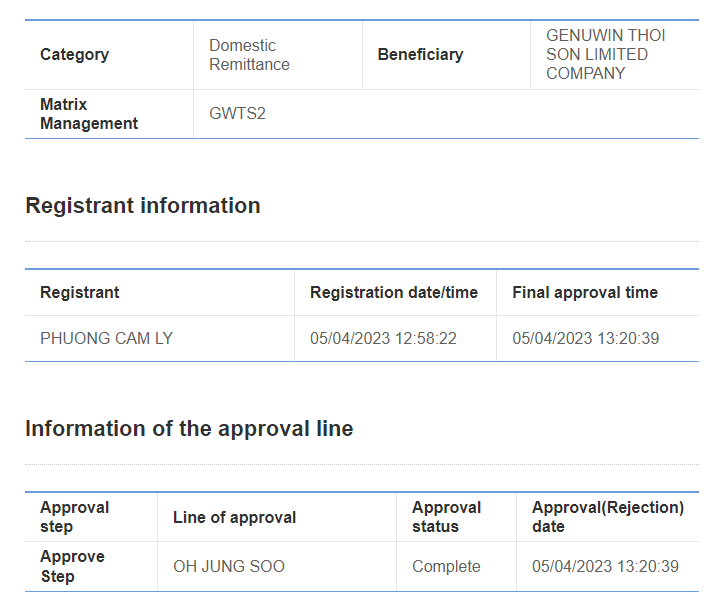 Category Domestic Remittance Beneficiary GENUWIN THOI SON LIMITED COMPANY
Matrix Management GWTS2
Registrant information
Registrant Registration date/time Final approval time
PHUONG CAM LY 05/04/2023 12:58:22 05/04/2023 13:20:39
Information of the approval line
Approval step Line of approval Approval status Approval(Rejection) date
Approve Step OH JUNG SOO Complete 05/04/2023 13:20:39